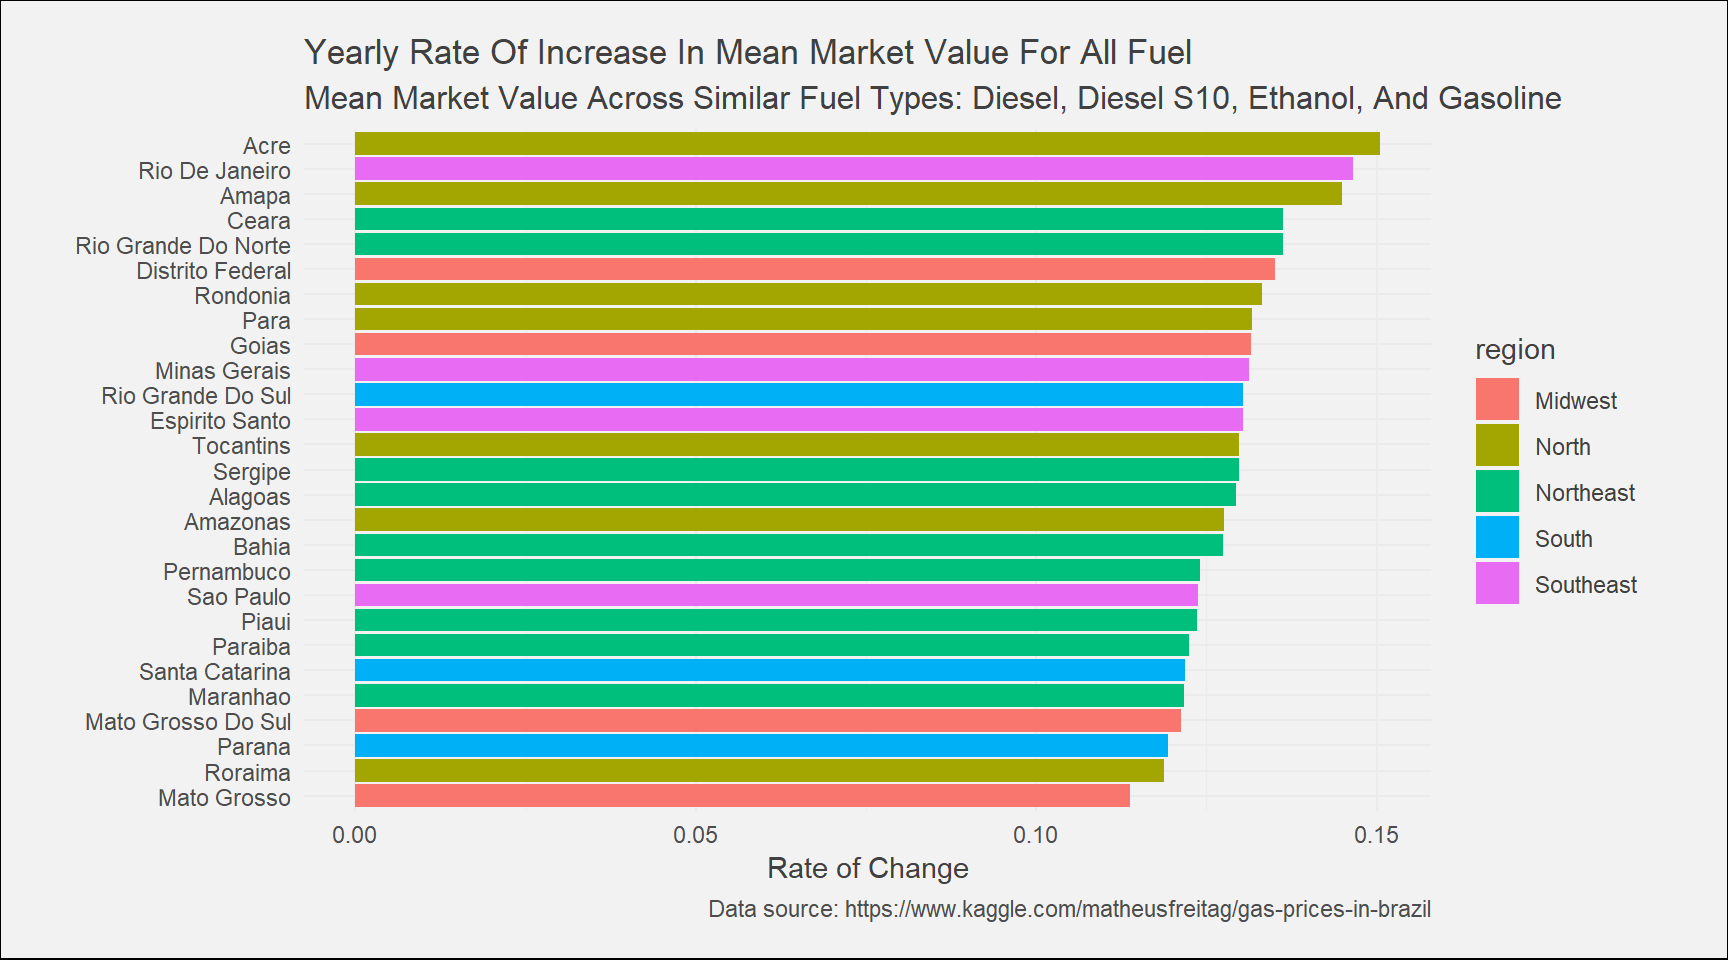 Yearly Rate Of Increase In Mean Market Value For All Fuel
Mean Market Value Across Similar Fuel Types: Diesel, Diesel S10, Ethanol, And Gasoline
Acre
Rio De Janeiro
Amapa
Ceara
Rio Grande Do Norte
Distrito Federal
Rondonia
Para
Goias
Minas Gerais
Rio Grande Do Sul
Espirito Santo
Tocantins
Sergipe
Alagoas
Amazonas
Bahia
Pernambuco
Sao Paulo
Piaui
Paraiba
Santa Catarina
Maranhao
Mato Grosso Do Sul
Parana
Roraima
Mato Grosso
0.00 0.05 0.10 0.15
Rate of Change
region
Midwest
North
Northeast
South
Southeast
Data source: https://www.kaggle.com/matheusfreitag/gas-prices-in-brazil